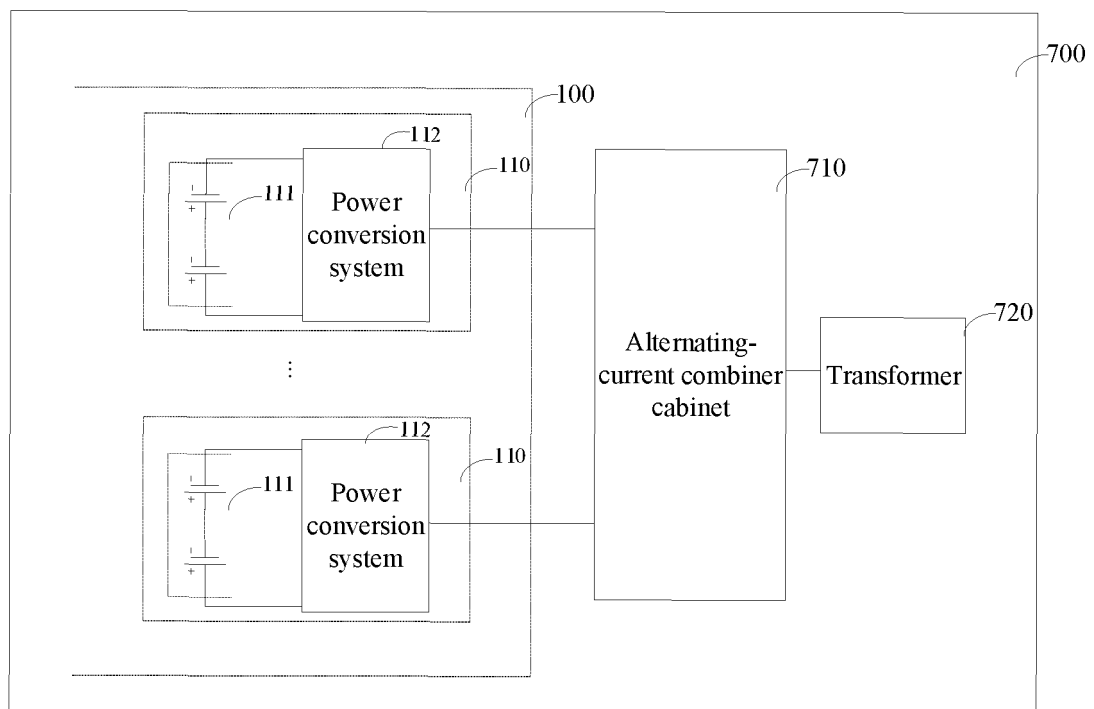 700
100
112
110
111
Power
conversion
system
710
Alternating-
current combiner
cabinet
720
Transformer
...
112
110
111
Power
conversion
system